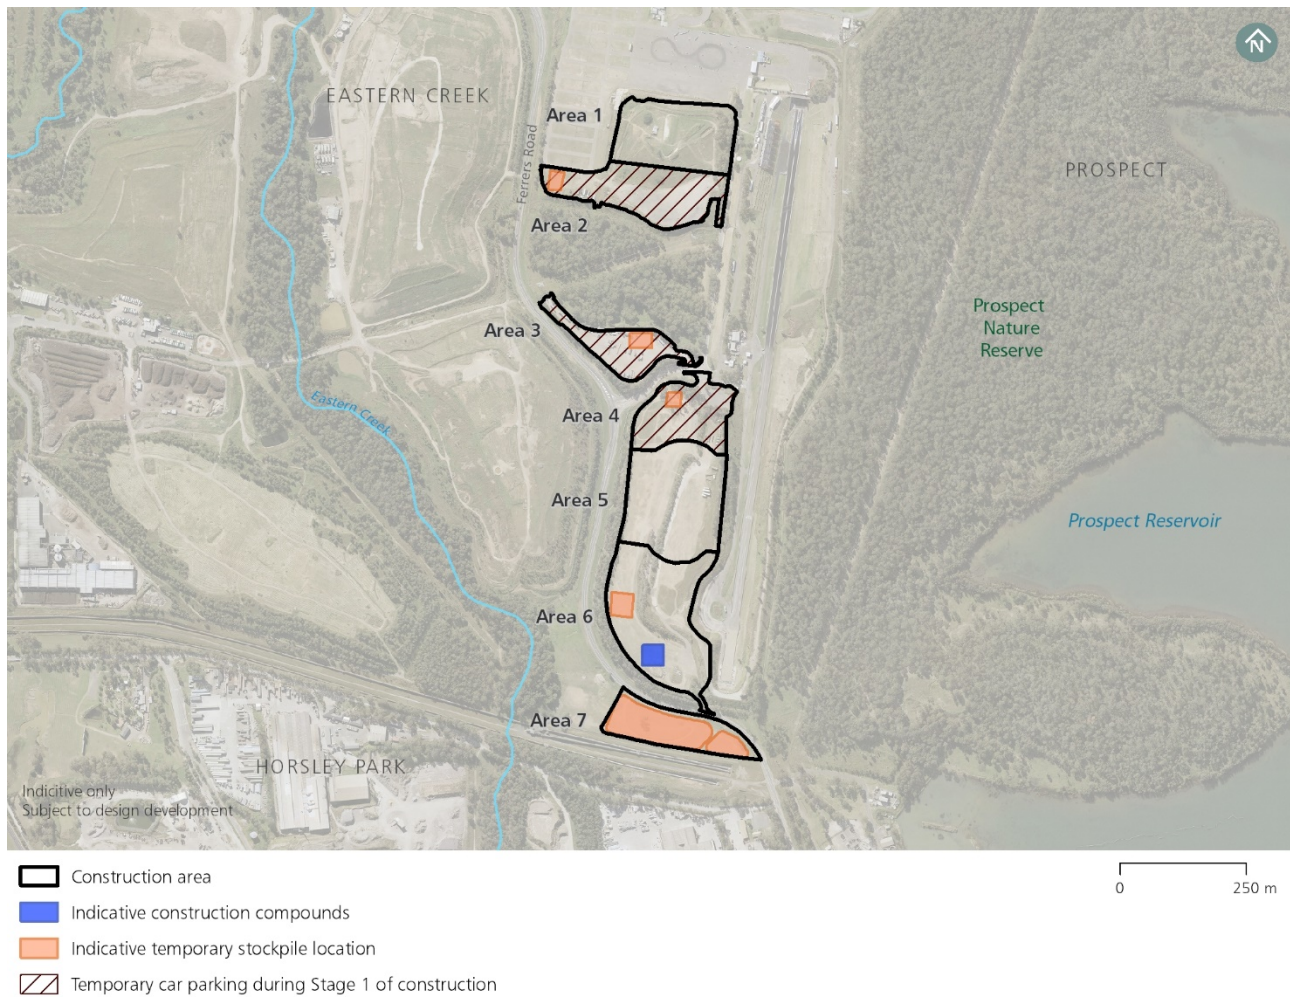 N
EASTERN CREEK
Area 1
Ferrers Road
PROSPECT
Area 2
Prospect
Nature
Reserve
Area 3
Eastern Creek
Area 4
Area 5
Prospect Reservoir
Area 6
Area 7
HORSLEY PARK
Indicitive only
Subject to design development
Construction area
0
250 m
Indicative construction compounds
Indicative temporary stockpile location
Temporary car parking during Stage 1 of construction